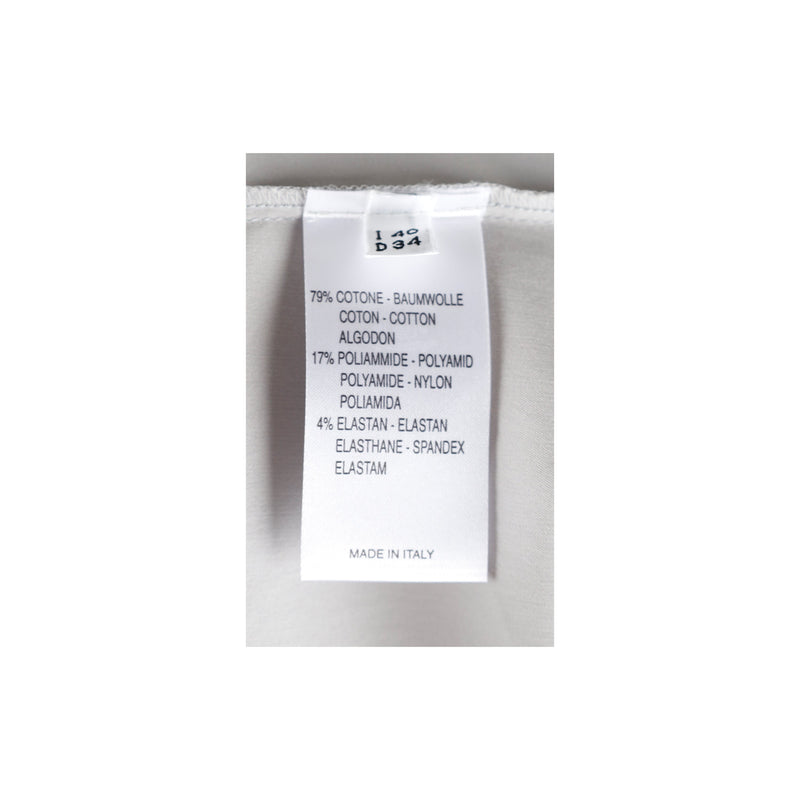 I 40
D 34
79% COTONE - BAUMWOLLE
COTON - COTTON
ALGODON
17% POLIAMMIDE - POLYAMID
POLYAMIDE - NYLON
POLIAMIDA
4% ELASTAN - ELASTAN
ELASTHANE - SPANDEX
ELASTAM
MADE IN ITALY